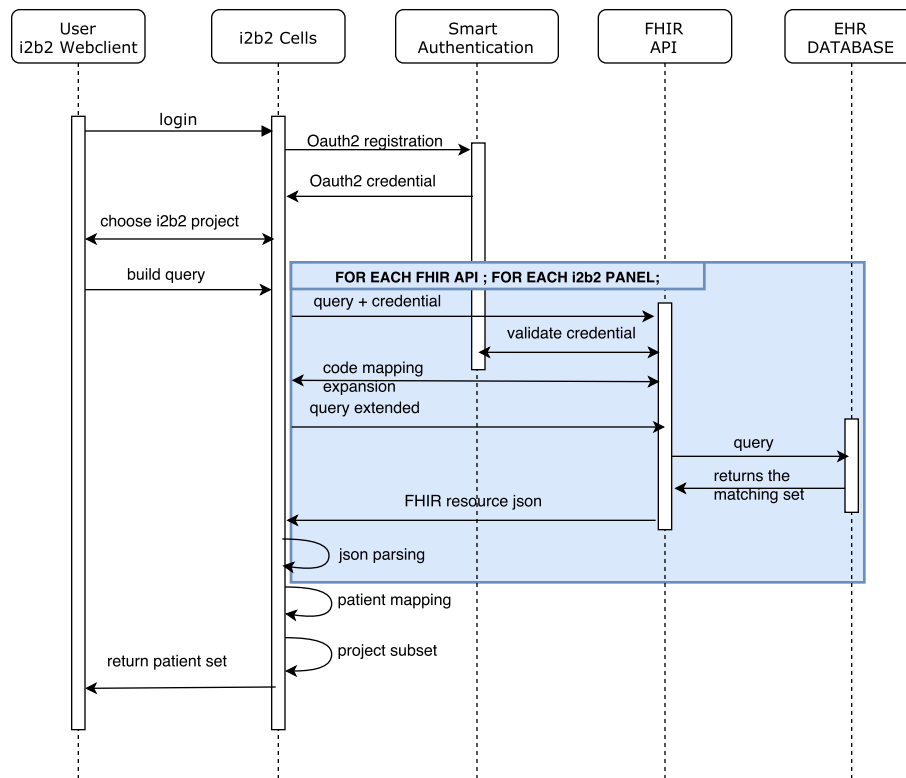 User
i2b2 Webclient
i2b2 Cells
Smart
Authentication
FHIR
API
EHR
DATABASE
login
Oauth2 registration
Oauth2 credential
choose i2b2 project
build query
FOR EACH FHIR API ; FOR EACH i2b2 PANEL;
query + credential
validate credential
code mapping
expansion
query extended
query
returns the
matching set
FHIR resource json
json parsing
patient mapping
project subset
return patient set